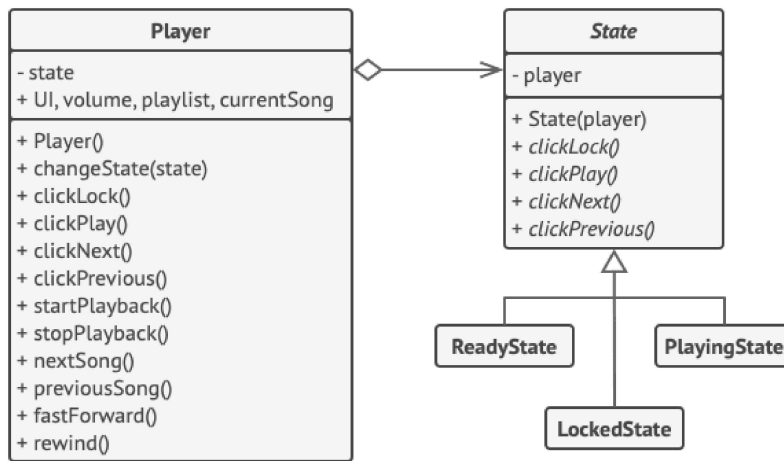 Player
- state
+ UI, volume, playlist, currentSong
+ Player()
+ changeState(state)
+ clickLock()
+ clickPlay()
+ clickNext()
+ clickPrevious()
+ startPlayback()
+ stopPlayback()
+ nextSong()
+ previousSong()
+ fastForward()
+ rewind()
State
- player
+ State(player)
+ clickLock()
+ clickPlay()
+ clickNext()
+ clickPrevious()
ReadyState
PlayingState
LockedState